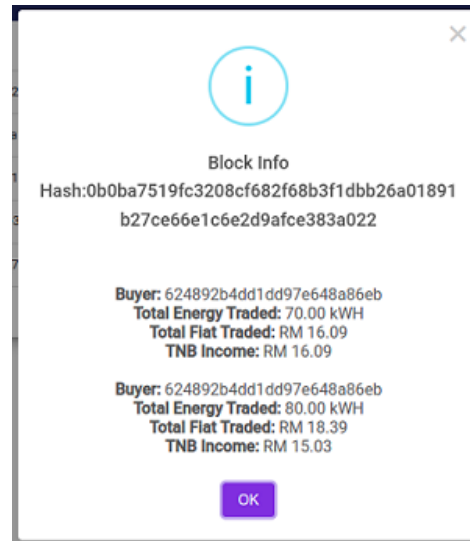 Block Info
Hash:0b0ba7519fc3208cf682f68b3f1dbb26a01891
b27ce66e1c6e2d9afce383a022
Buyer: 624892b4dd1dd97e648a86eb
Total Energy Traded: 70.00 kWH
Total Fiat Traded: RM 16.09
TNB Income: RM 16.09
Buyer: 624892b4dd1dd97e648a86eb
Total Energy Traded: 80.00 kWH
Total Fiat Traded: RM 18.39
TNB Income: RM 15.03
OK